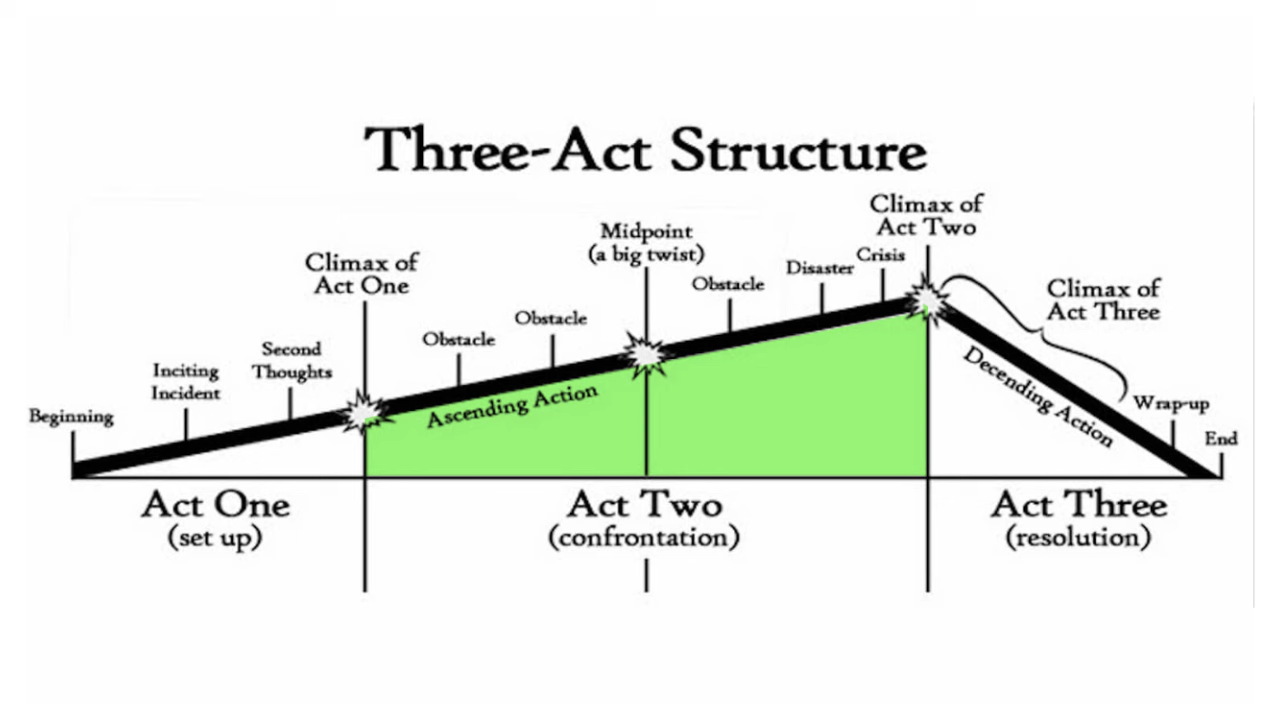 Three-Act Structure
Climax of
Act Two
Midpoint
(a big twist)
Crisis
Climax of
Act One
Disaster
Obstacle
Climax of
Act Three
Obstacle
Obstacle
Second
Thoughts
Inciting
Incident
Beginning
Ascending Action
Decending Action
Wrap-up
End
Act One
(set up)
Act Two
(confrontation)
Act Three
(resolution)